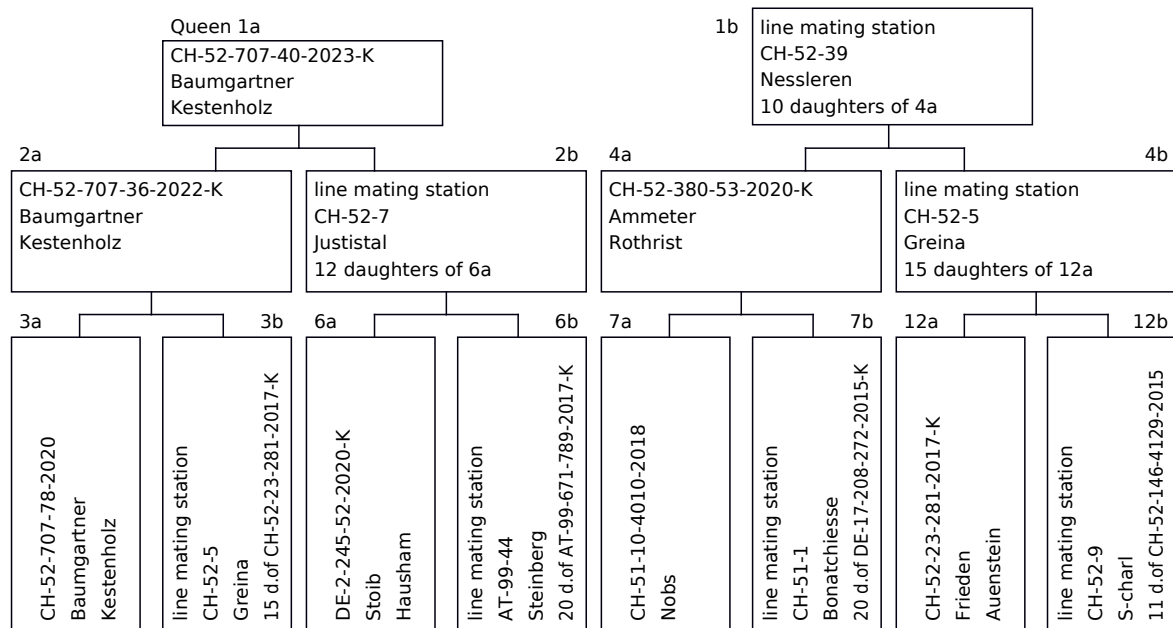 Queen 1a
CH-52-707-40-2023-K
Baumgartner
Kestenholz
1b
line mating station
CH-52-39
Nessleren
10 daughters of 4a
2a
CH-52-707-36-2022-K
Baumgartner
Kestenholz
2b
line mating station
CH-52-7
Justistal
12 daughters of 6a
4a
CH-52-380-53-2020-K
Ammeter
Rothrist
4b
line mating station
CH-52-5
Greina
15 daughters of 12a
3a
CH-52-707-78-2020
Baumgartner
Kestenholz
3b
line mating station
CH-52-5
Greina
15 d.of CH-52-23-281-2017-K
6a
DE-2-245-52-2020-K
Stoib
Hausham
6b
line mating station
AT-99-44
Steinberg
20 d.of AT-99-671-789-2017-K
7a
CH-51-10-4010-2018
Nobs
7b
line mating station
CH-51-1
Bonatchiesse
20 d.of DE-17-208-272-2015-K
12a
CH-52-23-281-2017-K
Frieden
Auenstein
12b
line mating station
CH-52-9
S-charl
11 d.of CH-52-146-4129-2015